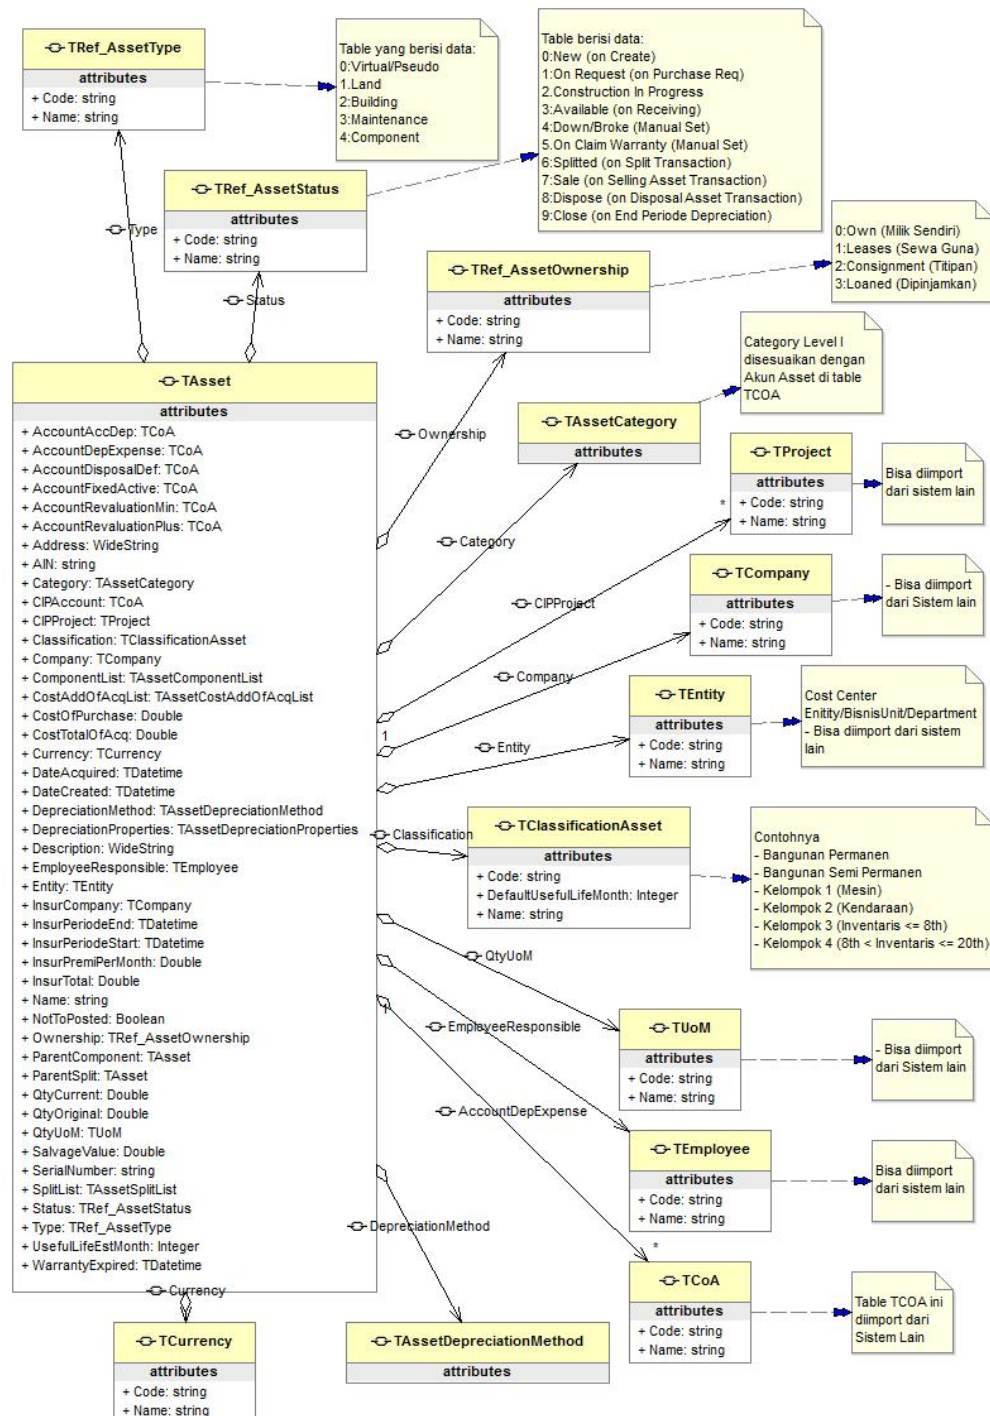 TRef_AssetType
attributes
+ Code: string
+ Name: string
Table yang berisi data:
0:Virtual/Pseudo
1.Land
2:Building
3:Maintenance
4:Component
Table berisi data:
0:New (on Create)
1:On Request (on Purchase Req)
2.Construction In Progress
3:Available (on Receiving)
4:Down/Broke (Manual Set)
5.On Claim Warranty (Manual Set)
6:Splitted (on Split Transaction)
7:Sale (on Selling Asset Transaction)
8:Dispose (on Disposal Asset Transaction)
9:Close (on End Periode Depreciation)
TRef_AssetStatus
attributes
+ Code: string
+ Name: string
Type
Status
TRef_AssetOwnership
attributes
+ Code: string
+ Name: string
0:Own (Milik Sendiri)
1:Leases (Sewa Guna)
2:Consignment (Titipan)
3:Loaned (Dipinjamkan)
Category Level I
disesuaikan dengan
Akun Asset di table
TCOA
TAsset
attributes
+ AccountAccDep: TCoA
+ AccountDepExpense: TCoA
+ AccountDisposalDef: TCoA
+ AccountFixedActive: TCoA
+ AccountRevaluationMin: TCoA
+ AccountRevaluationPlus: TCoA
+ Address: WideString
+ AIN: string
+ Category: TAssetCategory
+ CIPAccount: TCoA
+ CIPProject: TProject
+ Classification: TClassificationAsset
+ Company: TCompany
+ ComponentList: TAssetComponentList
+ CostAddOfAcqList: TAssetCostAddOfAcqList
+ CostOfPurchase: Double
+ CostTotalOfAcq: Double
+ Currency: TCurrency
+ DateAcquired: TDatetime
+ DateCreated: TDatetime
+ DepreciationMethod: TAssetDepreciationMethod
+ DepreciationProperties: TAssetDepreciationProperties
+ Description: WideString
+ EmployeeResponsible: TEmployee
+ Entity: TEntity
+ InsurCompany: TCompany
+ InsurPeriodeEnd: TDatetime
+ InsurPeriodeStart: TDatetime
+ InsurPremiPerMonth: Double
+ InsurTotal: Double
+ Name: string
+ NotToPosted: Boolean
+ Ownership: TRef_AssetOwnership
+ ParentComponent: TAsset
+ ParentSplit: TAsset
+ QtyCurrent: Double
+ QtyOriginal: Double
+ QtyUoM: TUoM
+ SalvageValue: Double
+ SerialNumber: string
+ SplitList: TAssetSplitList
+ Status: TRef_AssetStatus
+ Type: TRef_AssetType
+ UsefulLifeEstMonth: Integer
+ WarrantyExpired: TDatetime
Ownership
TAssetCategory
attributes
Category
TProject
attributes
+ Code: string
+ Name: string
*
Bisa diimport
dari sistem lain
CIPProject
TCompany
attributes
+ Code: string
+ Name: string
- Bisa diimport
dari Sistem lain
Company
1
TEntity
attributes
+ Code: string
+ Name: string
Cost Center
Enitity/BisnisUnit/Department
- Bisa diimport dari sistem
lain
Entity
Classification
TClassificationAsset
attributes
+ Code: string
+ DefaultUsefulLifeMonth: Integer
+ Name: string
Contohnya
- Bangunan Permanen
- Bangunan Semi Permanen
- Kelompok 1 (Mesin)
- Kelompok 2 (Kendaraan)
- Kelompok 3 (Inventaris <= 8th)
- Kelompok 4 (8th < Inventaris <= 20th)
QtyUoM
1
EmployeeResponsible
TUoM
attributes
+ Code: string
+ Name: string
- Bisa diimport
dari Sistem lain
AccountDepExpense
TEmployee
attributes
+ Code: string
+ Name: string
Bisa diimport
dari sistem lain
DepreciationMethod
*
TCoA
attributes
+ Code: string
+ Name: string
Table TCOA ini
diimport dari
Sistem Lain
Currency
TCurrency
attributes
+ Code: string
+ Name: string
TAssetDepreciationMethod
attributes